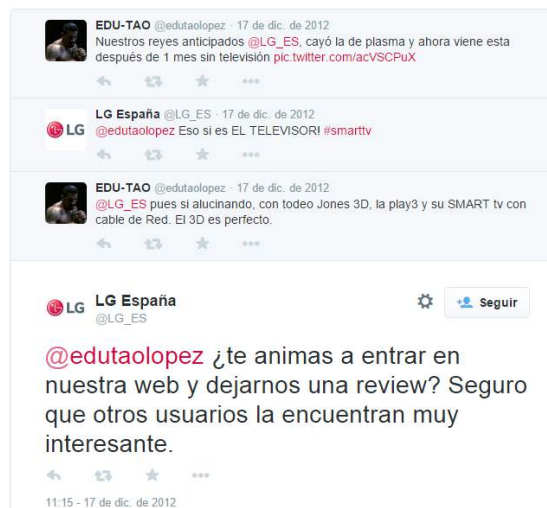 EDU-TAO @edutaolopez · 17 de dic. de 2012
Nuestros reyes anticipados @LG_ES, cayó la de plasma y ahora viene esta
después de 1 mes sin televisión pic.twitter.com/acVSCPuX
LG España @LG_ES · 17 de dic. de 2012
LG
@edutaolopez Eso si es EL TELEVISOR! #smarttv
EDU-TAO @edutaolopez · 17 de dic. de 2012
@LG_ES pues si alucinando, con todeo Jones 3D, la play3 y su SMART tv con
cable de Red. El 3D es perfecto.
LG
LG España
@LG_ES
Seguir
@edutaolopez ¿te animas a entrar en
nuestra web y dejarnos una review? Seguro
que otros usuarios la encuentran muy
interesante.
11:15 - 17 de dic. de 2012